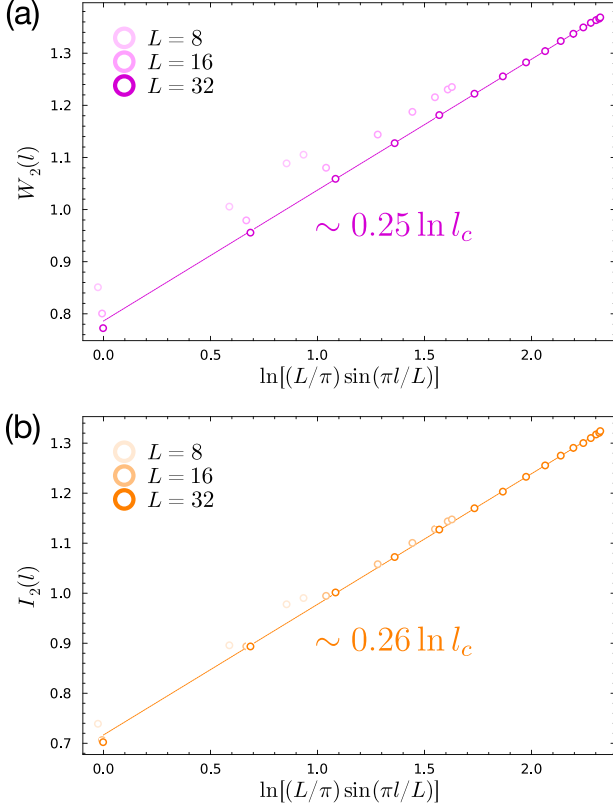 (a)
L = 8
L = 16
L = 32
1.3
1.2
1.1
1.0
0.9
0.8
W₂(l)
∼ 0.25 ln l_c
0.0 0.5 1.0 1.5 2.0
ln[(L/π) sin(πl/L)]
(b)
L = 8
L = 16
L = 32
1.3
1.2
1.1
1.0
0.9
0.8
0.7
I₂(l)
∼ 0.26 ln l_c
0.0 0.5 1.0 1.5 2.0
ln[(L/π) sin(πl/L)]